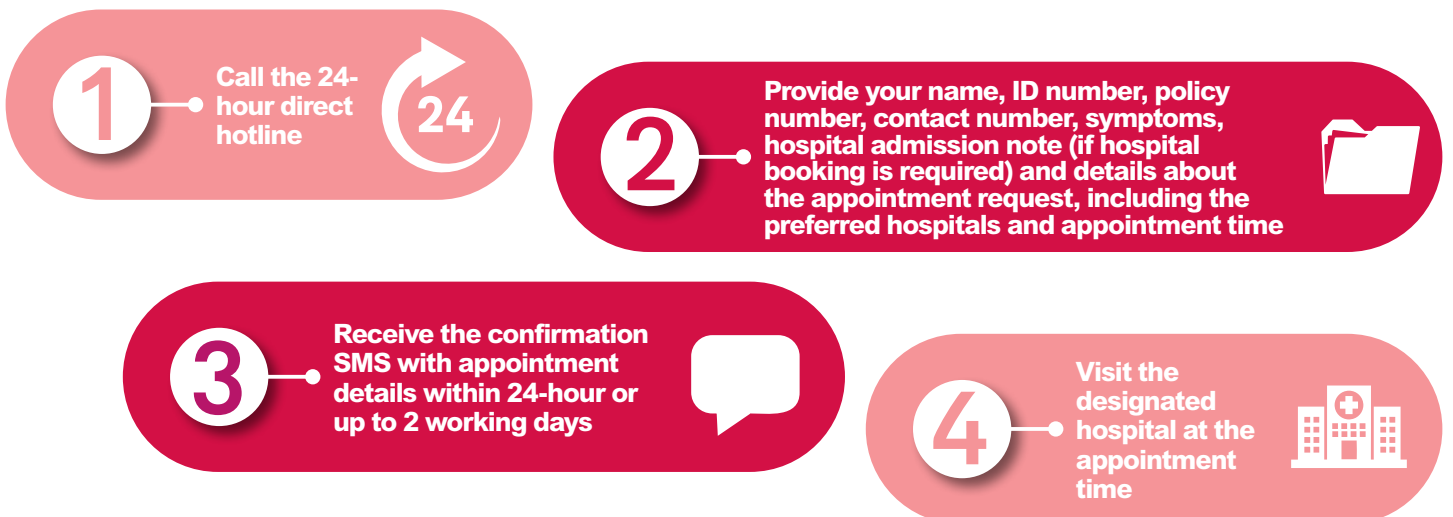 1
Call the 24-
hour direct
hotline
24
2
Provide your name, ID number, policy
number, contact number, symptoms,
hospital admission note (if hospital
booking is required) and details about
the appointment request, including the
preferred hospitals and appointment time
3
Receive the confirmation
SMS with appointment
details within 24-hour or
up to 2 working days
4
Visit the
designated
hospital at the
appointment
time